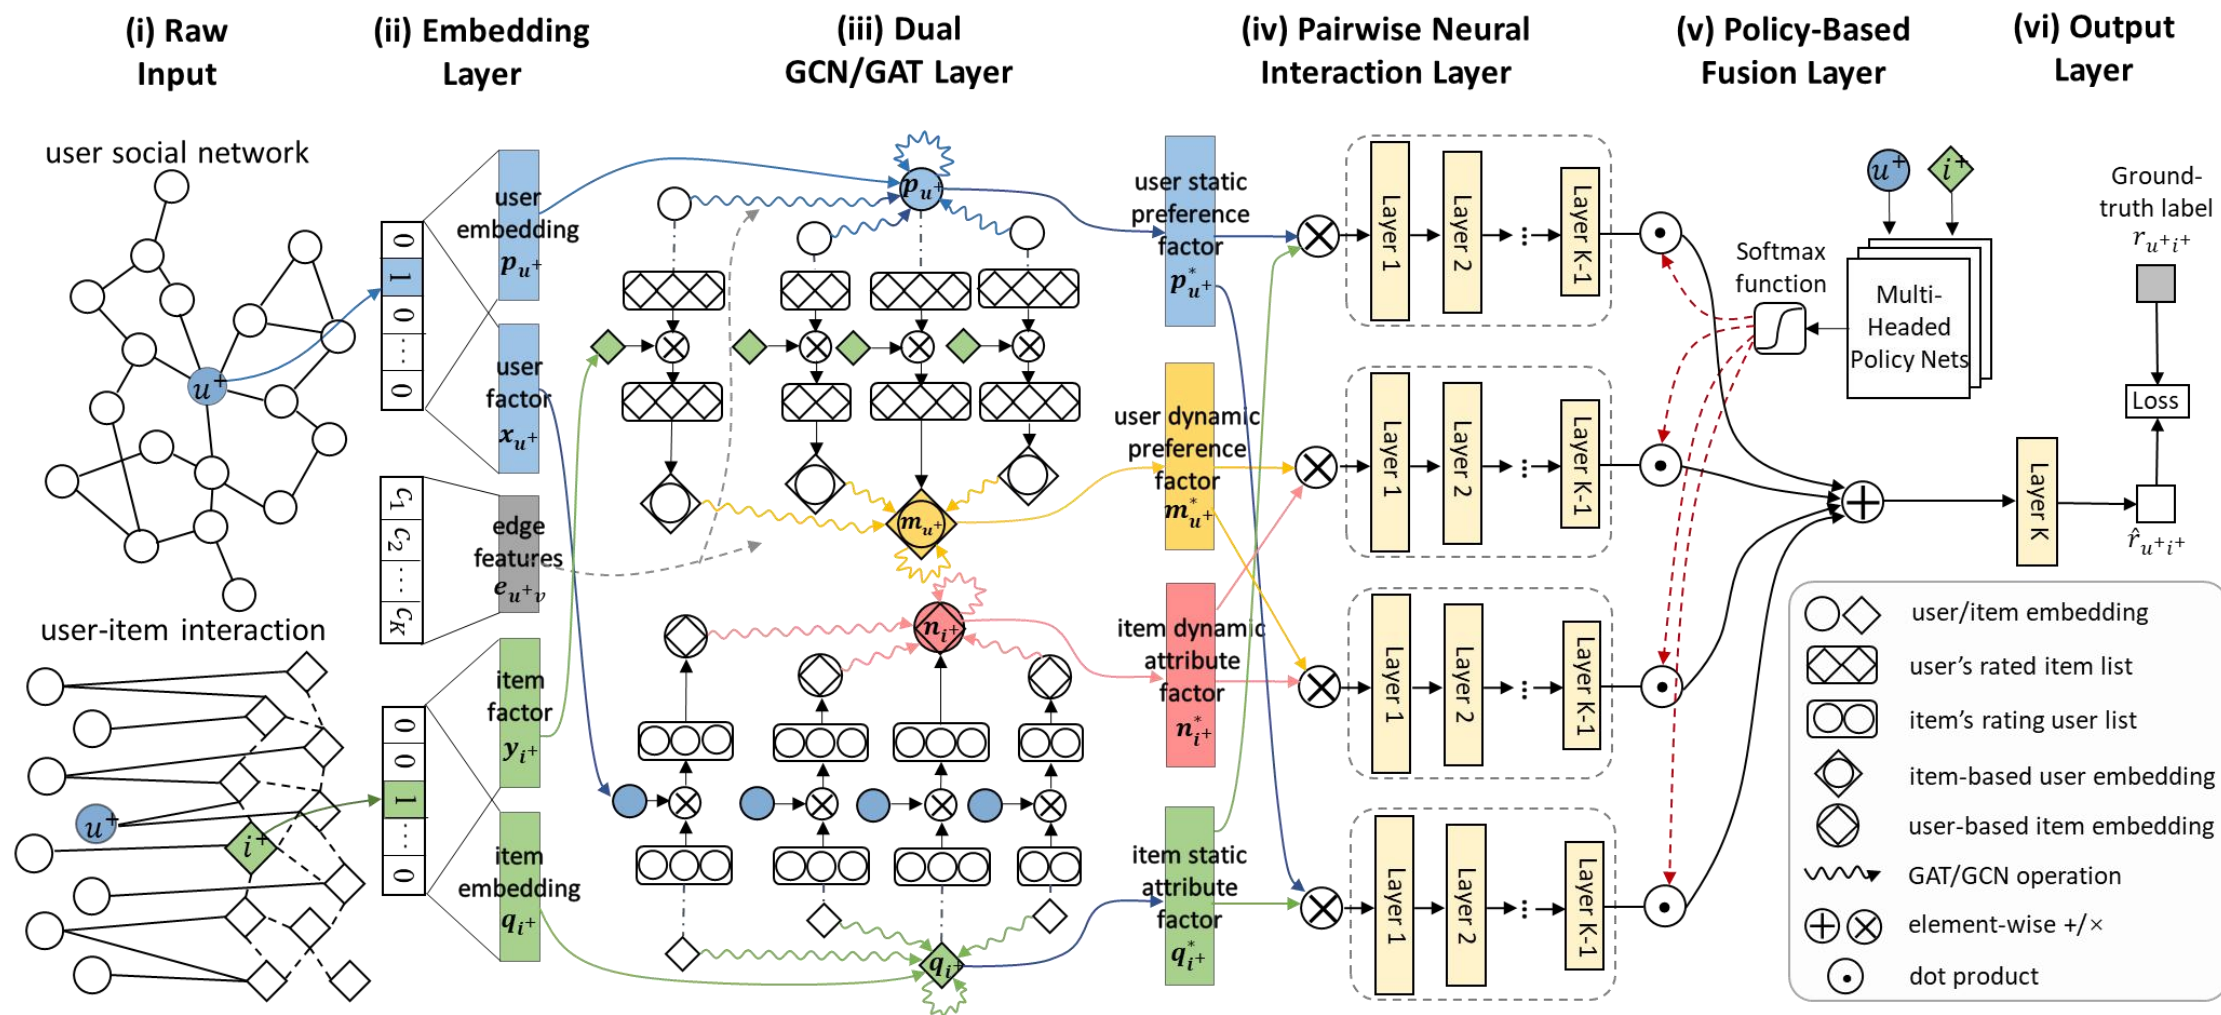 (i) Raw
Input
(ii) Embedding
Layer
(iii) Dual
GCN/GAT Layer
(iv) Pairwise Neural
Interaction Layer
(v) Policy-Based
Fusion Layer
(vi) Output
Layer
user social network
u⁺
user-item interaction
u⁺
i⁺
0
1
0
...
0
C₁
C₂
...
C_K
0
0
1
...
0
user
embedding
p_u⁺
user
factor
x_u⁺
edge
features
e_u⁺v
item
factor
y_i⁺
item
embedding
q_i⁺
p_u⁺
m_u⁺
n_i⁺
q_i⁺
user static
preference
factor
p*_u⁺
user dynamic
preference
factor
m*_u⁺
item dynamic
attribute
factor
n*_i⁺
item static
attribute
factor
q*_i⁺
Layer 1
Layer 2
...
Layer K-1
Layer 1
Layer 2
...
Layer K-1
Layer 1
Layer 2
...
Layer K-1
Layer 1
Layer 2
...
Layer K-1
u⁺
i⁺
Softmax
function
Multi-
Headed
Policy Nets
Ground-
truth label
r_u⁺i⁺
Loss
Layer K
r̂_u⁺i⁺
user/item embedding
user's rated item list
item's rating user list
item-based user embedding
user-based item embedding
GAT/GCN operation
element-wise +/×
dot product